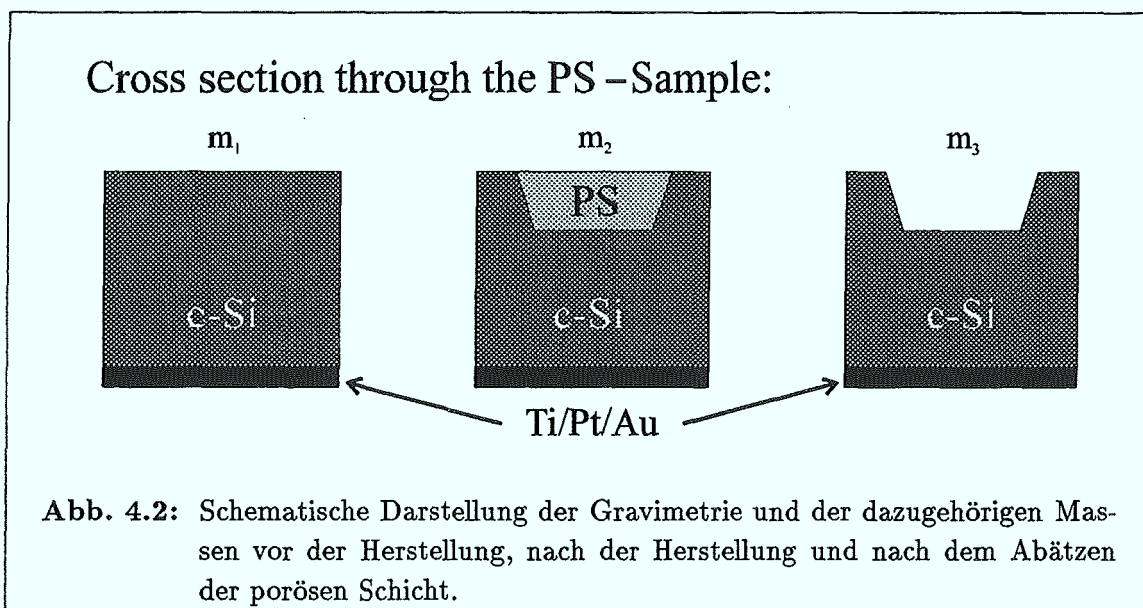 Cross section through the PS – Sample:
m₁ m₂ m₃
PS
c-Si c-Si c-Si
Ti/Pt/Au
Abb. 4.2: Schematische Darstellung der Gravimetrie und der dazugehörigen Mas-
sen vor der Herstellung, nach der Herstellung und nach dem Abätzen
der porösen Schicht.